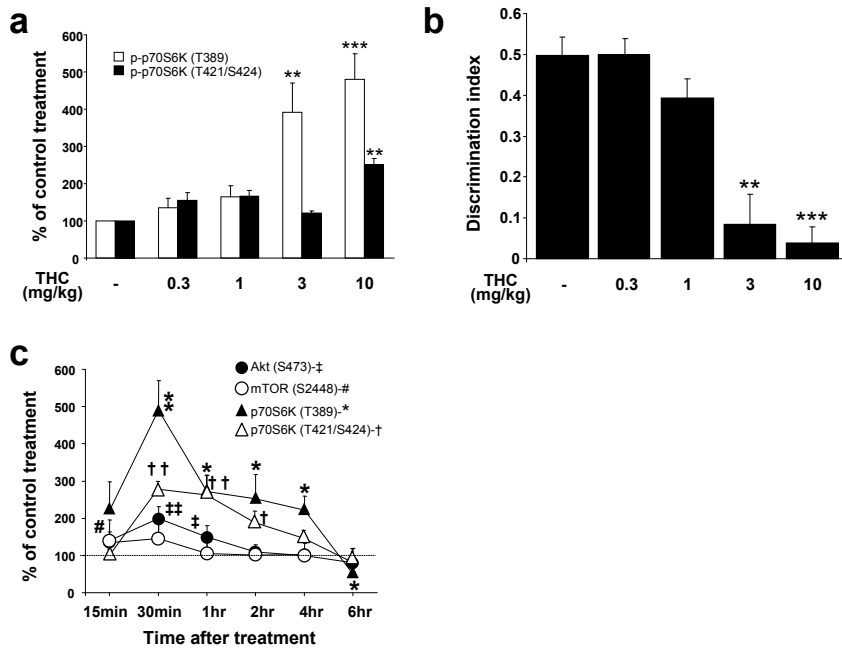 a
600
500
400
300
200
100
0
% of control treatment
p-p70S6K (T389)
p-p70S6K (T421/S424)
**
***
**
THC
(mg/kg)
- 0.3 1 3 10
b
0.6
0.5
0.4
0.3
0.2
0.1
0
Discrimination index
**
***
THC
(mg/kg)
- 0.3 1 3 10
c
600
500
400
300
200
100
0
% of control treatment
Akt (S473)-‡
mTOR (S2448)-#
p70S6K (T389)-*
p70S6K (T421/S424)-†
*
*
† † * † † * *
# ‡‡ ‡ †
*
15min 30min 1hr 2hr 4hr 6hr
Time after treatment